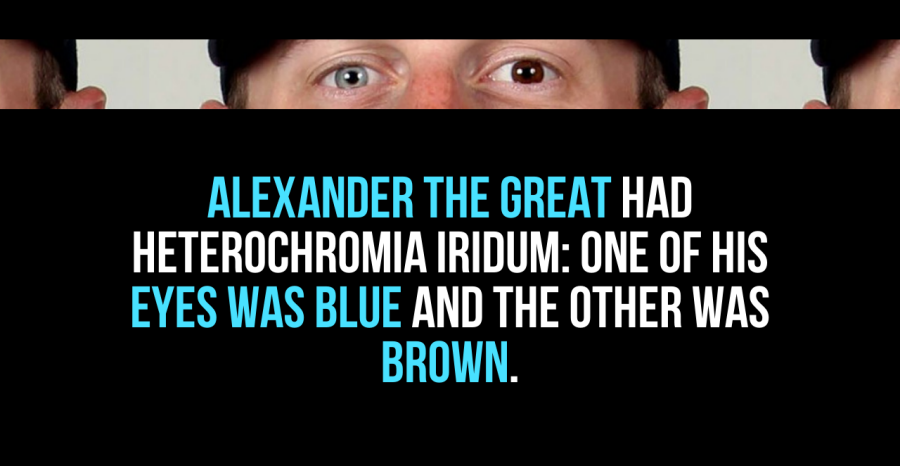 ALEXANDER THE GREAT HAD
HETEROCHROMIA IRIDUM: ONE OF HIS
EYES WAS BLUE AND THE OTHER WAS
BROWN.